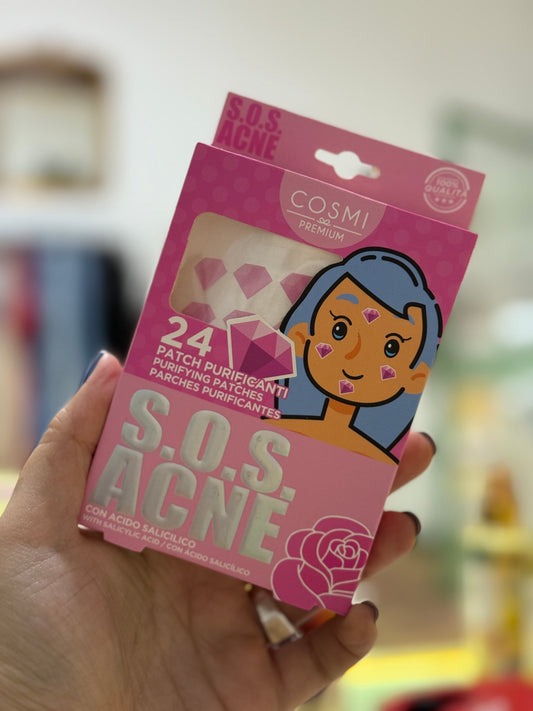 S.O.S.
ACNE
100%
QUALITÀ
COSMI
PREMIUM
24
PATCH PURIFICANTI
PURIFYING PATCHES
PARCHES PURIFICANTES
S.O.S.
ACNE
CON ACIDO SALICILICO
WITH SALICYLIC ACID / CON ÁCIDO SALICÍLICO